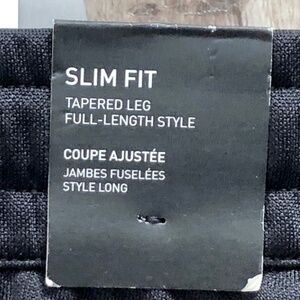 SLIM FIT
TAPERED LEG
FULL-LENGTH STYLE
COUPE AJUSTÉE
JAMBES FUSELÉES
STYLE LONG